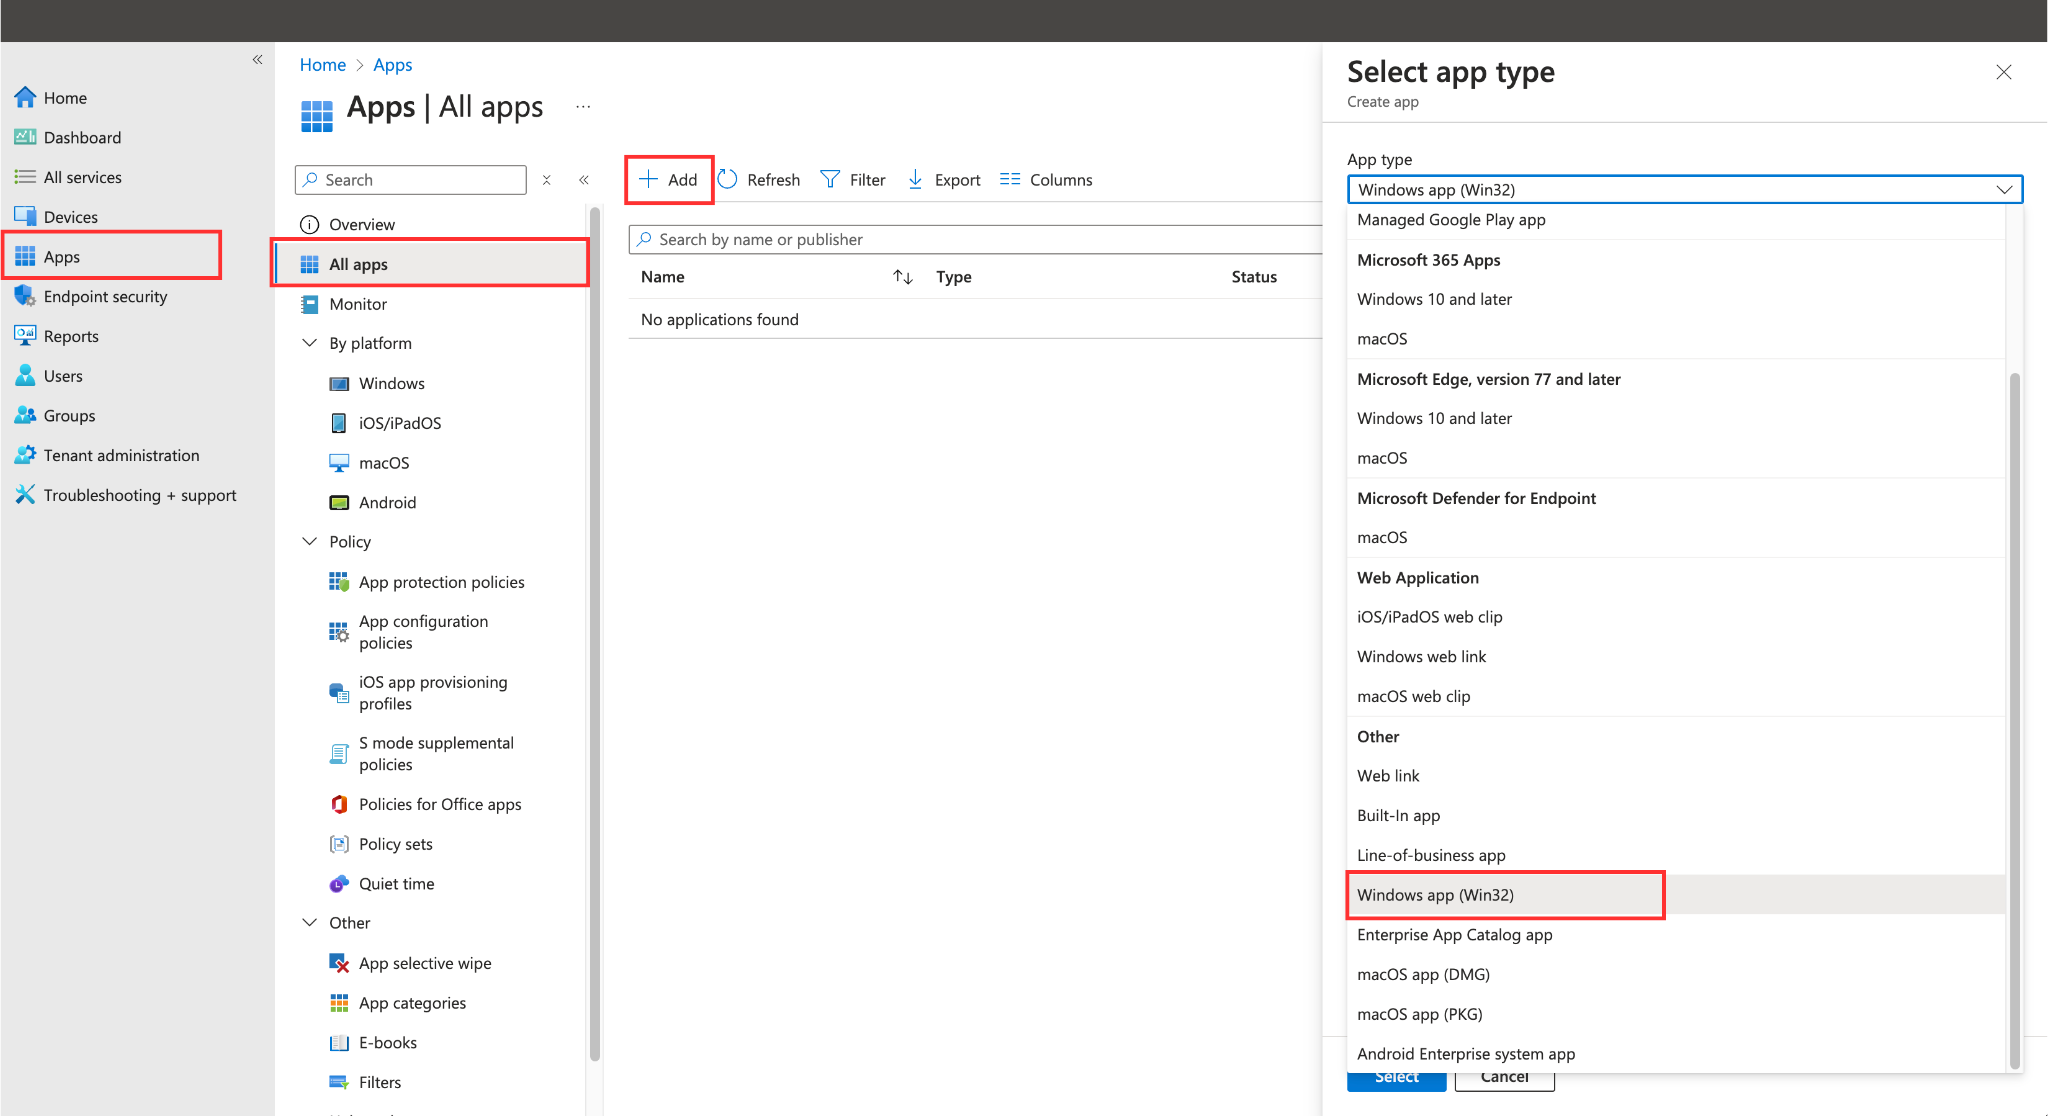 Home
Dashboard
All services
Devices
Apps
Endpoint security
Reports
Users
Groups
Tenant administration
Troubleshooting + support
Home > Apps
Apps | All apps
Search
Overview
All apps
Monitor
By platform
Windows
iOS/iPadOS
macOS
Android
Policy
App protection policies
App configuration
policies
iOS app provisioning
profiles
S mode supplemental
policies
Policies for Office apps
Policy sets
Quiet time
Other
App selective wipe
App categories
E-books
Filters
Add Refresh Filter Export Columns
Search by name or publisher
Name Type Status
No applications found
Select app type
Create app
App type
Windows app (Win32)
Managed Google Play app
Microsoft 365 Apps
Windows 10 and later
macOS
Microsoft Edge, version 77 and later
Windows 10 and later
macOS
Microsoft Defender for Endpoint
macOS
Web Application
iOS/iPadOS web clip
Windows web link
macOS web clip
Other
Web link
Built-In app
Line-of-business app
Windows app (Win32)
Enterprise App Catalog app
macOS app (DMG)
macOS app (PKG)
Android Enterprise system app
Select Cancel